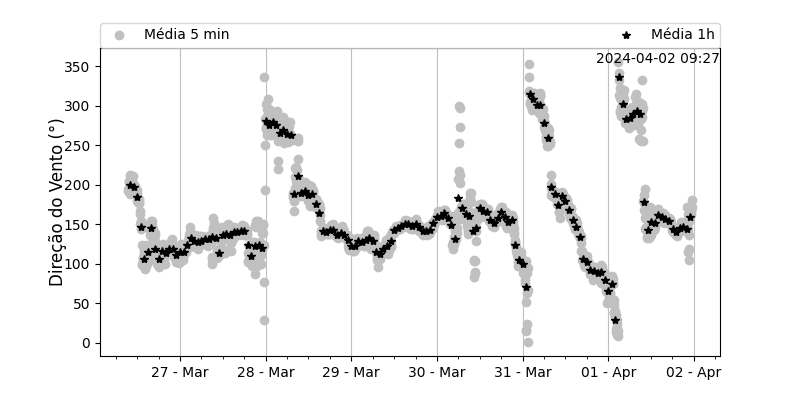 Média 5 min
Média 1h
2024-04-02 09:27
Direção do Vento (°)
350
300
250
200
150
100
50
0
27 - Mar
28 - Mar
29 - Mar
30 - Mar
31 - Mar
01 - Apr
02 - Apr